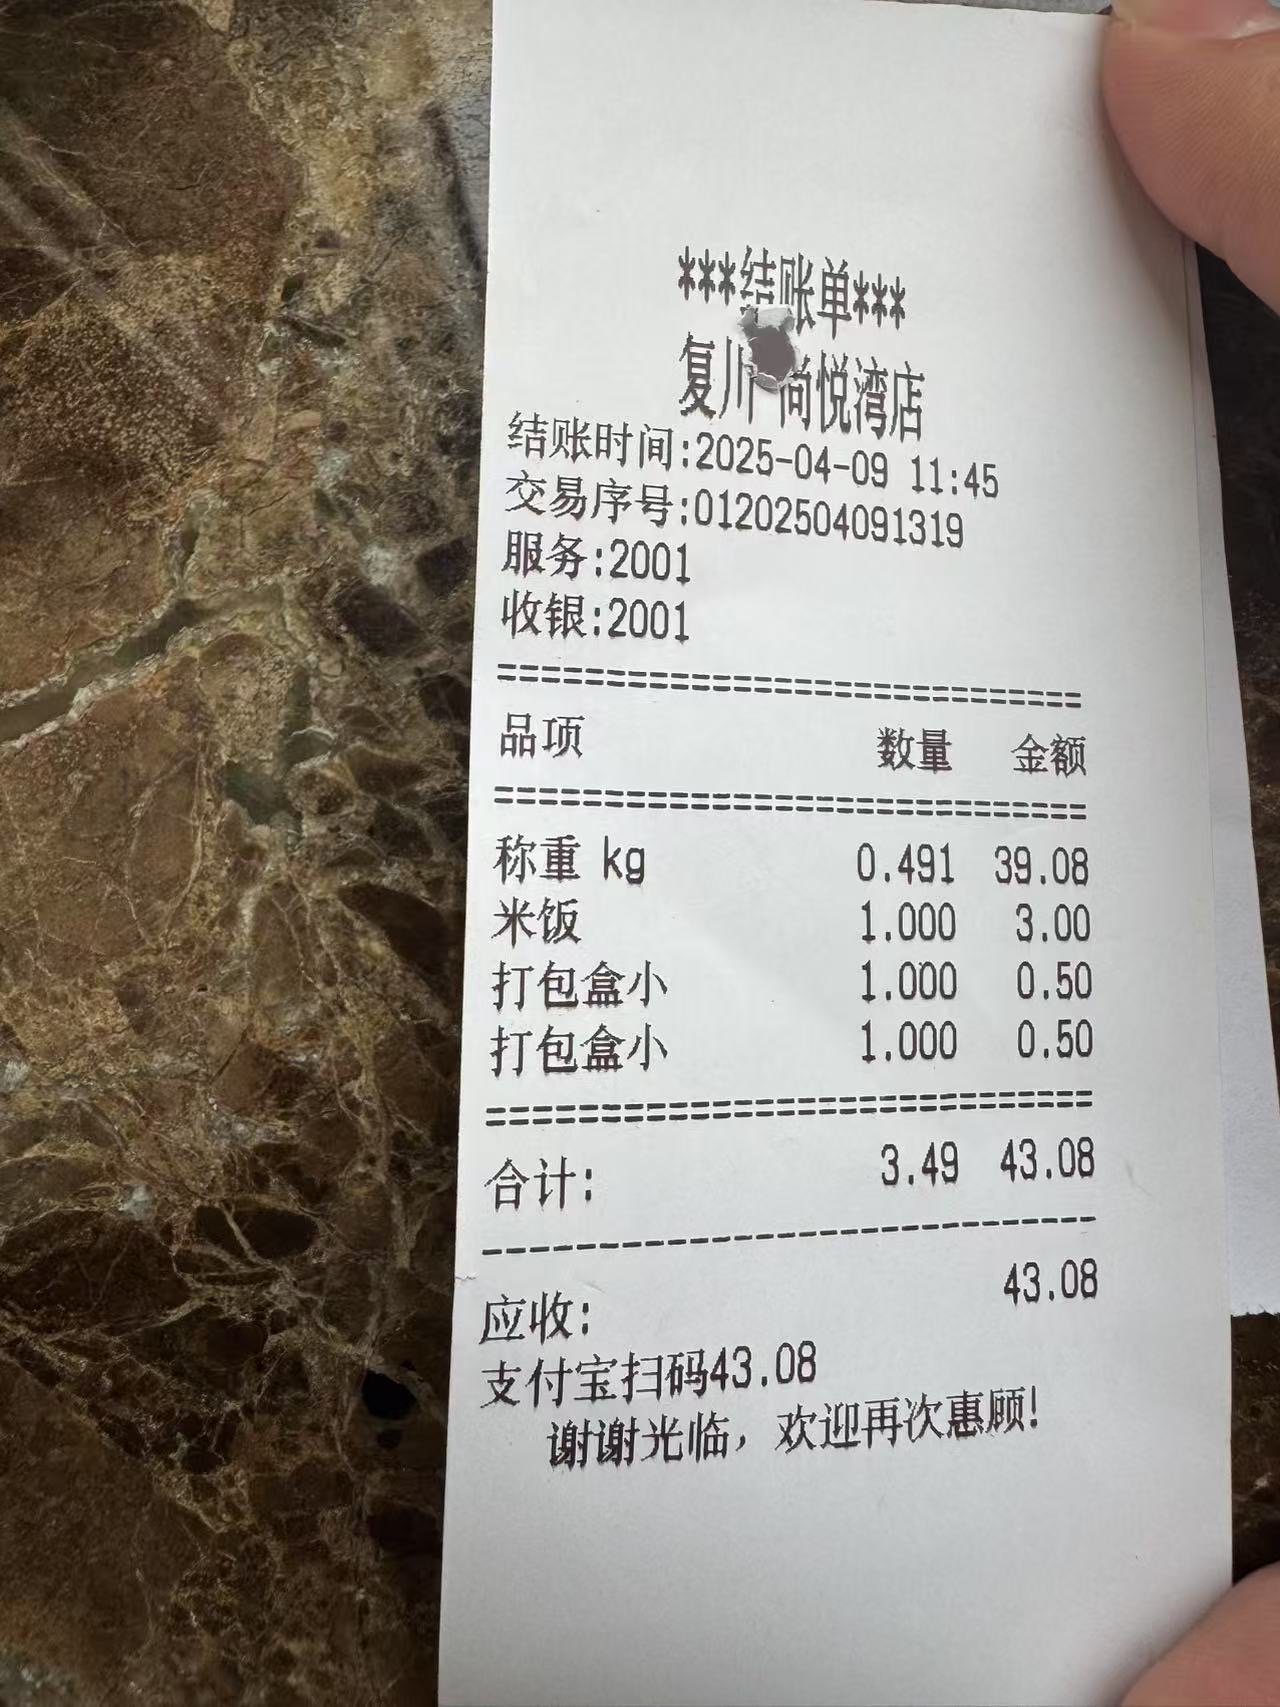 ***结账单***
复川 尚悦湾店
结账时间:2025-04-09 11:45
交易序号:01202504091319
服务:2001
收银:2001
============================
品项 数量 金额
============================
称重 kg 0.491 39.08
米饭 1.000 3.00
打包盒小 1.000 0.50
打包盒小 1.000 0.50
============================
合计: 3.49 43.08
----------------------------
应收: 43.08
支付宝扫码43.08
谢谢光临，欢迎再次惠顾!